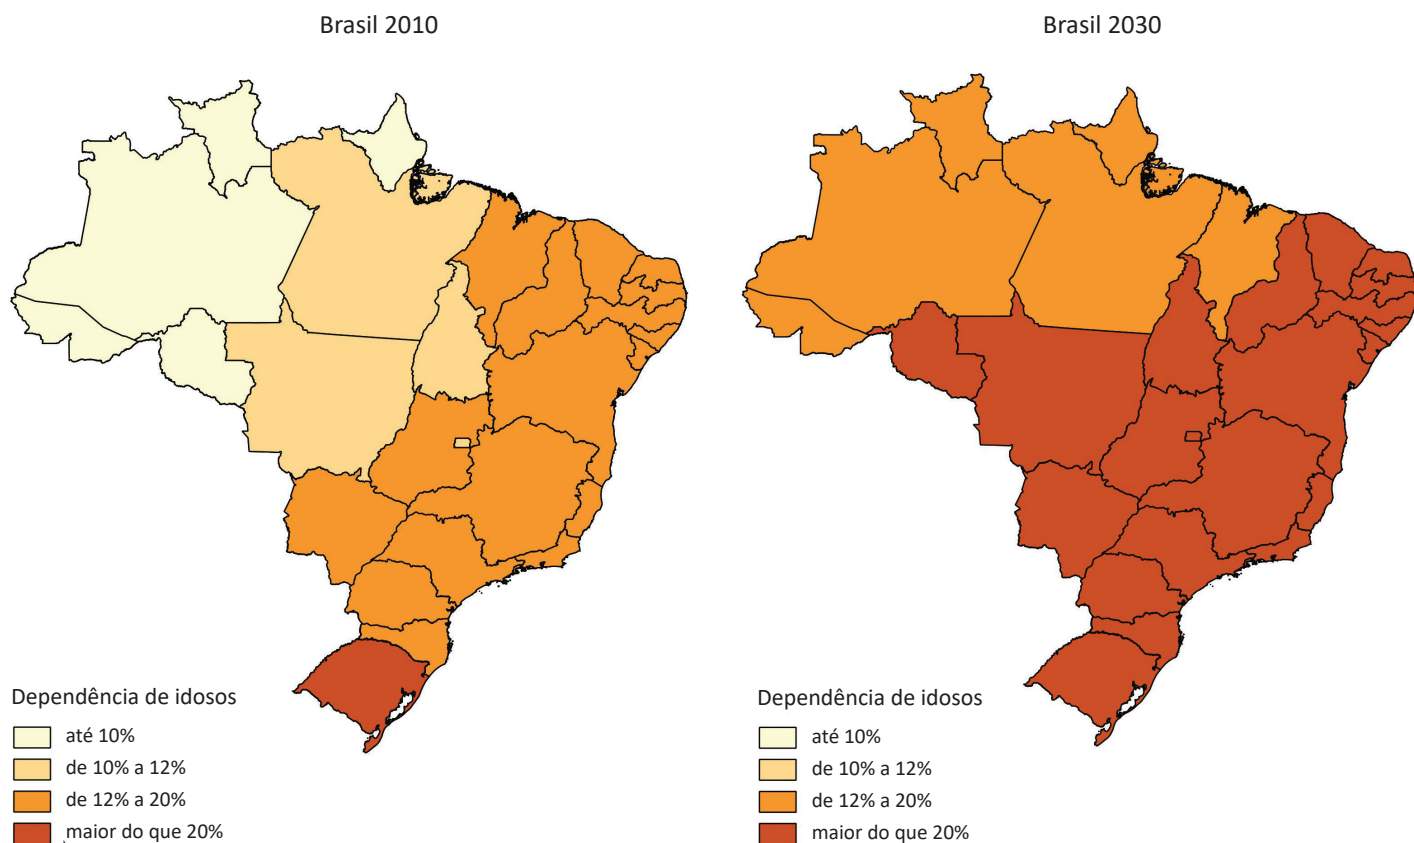 Brasil 2010
Brasil 2030
Dependência de idosos
até 10%
de 10% a 12%
de 12% a 20%
maior do que 20%
Dependência de idosos
até 10%
de 10% a 12%
de 12% a 20%
maior do que 20%